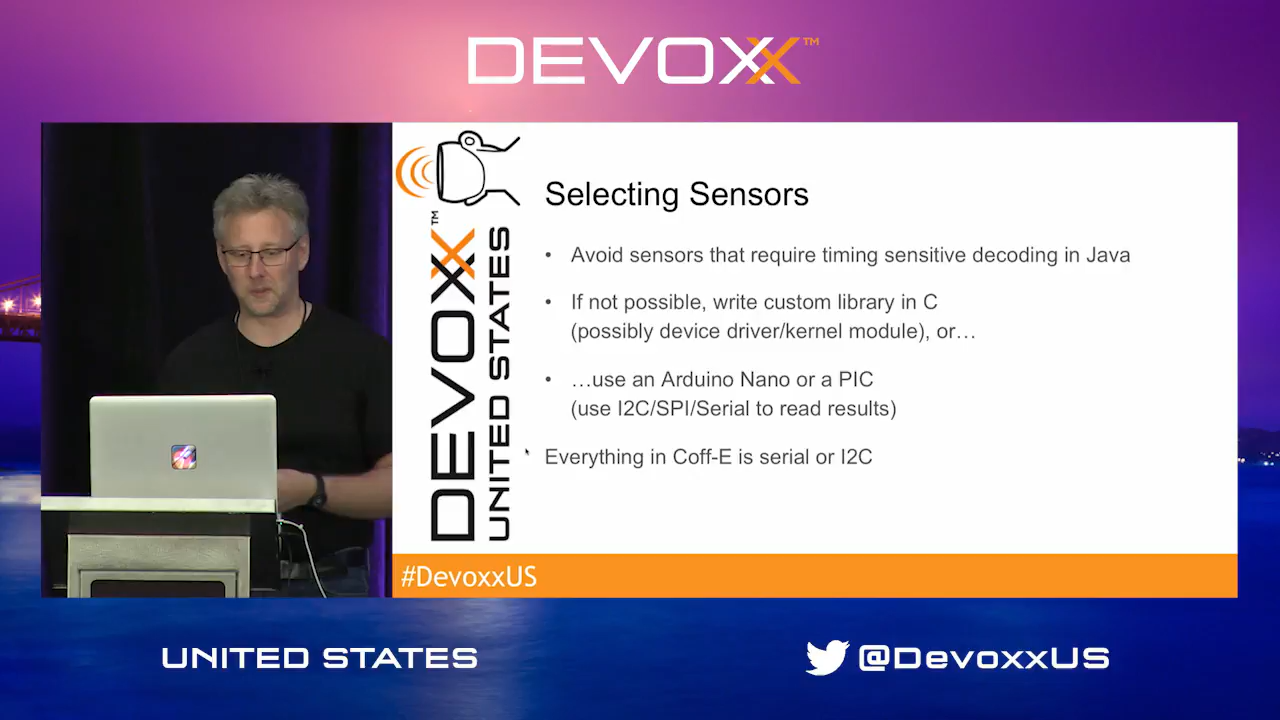 DEVOXX™
DEVOXX™
UNITED STATES
Selecting Sensors
• Avoid sensors that require timing sensitive decoding in Java
• If not possible, write custom library in C
(possibly device driver/kernel module), or…
• …use an Arduino Nano or a PIC
(use I2C/SPI/Serial to read results)
Everything in Coff-E is serial or I2C
#DevoxxUS
UNITED STATES
@DevoxxUS